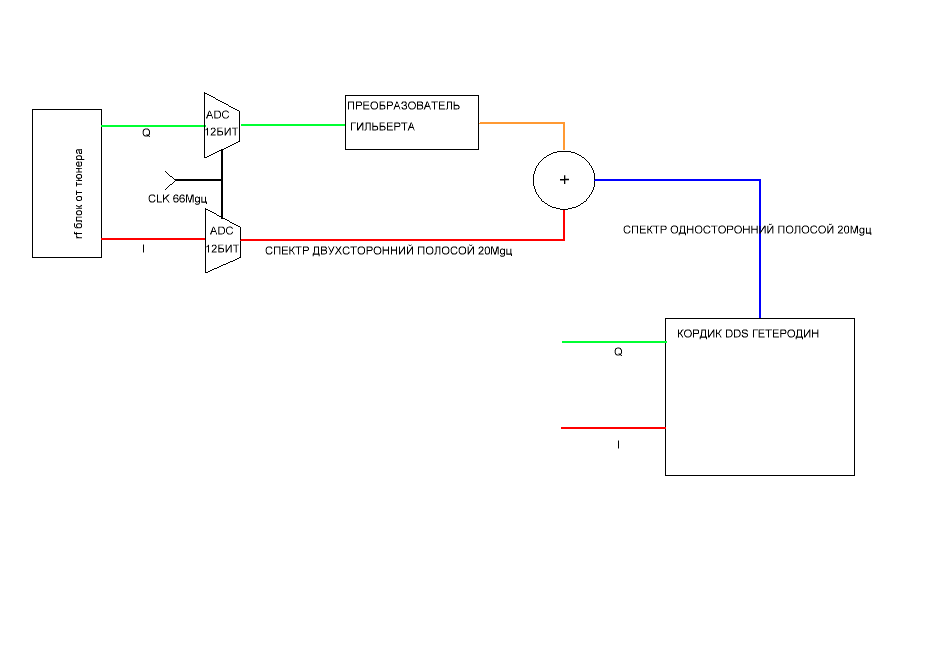 ПРЕОБРАЗОВАТЕЛЬ
ГИЛЬБЕРТА
ADC
12БИТ
Q
rf блок от тюнера
+
CLK 66Mgц
ADC
12БИТ
I
СПЕКТР ДВУХСТОРОННИЙ ПОЛОСОЙ 20Mgц
СПЕКТР ОДНОСТОРОННИЙ ПОЛОСОЙ 20Mgц
КОРДИК DDS ГЕТЕРОДИН
Q
I